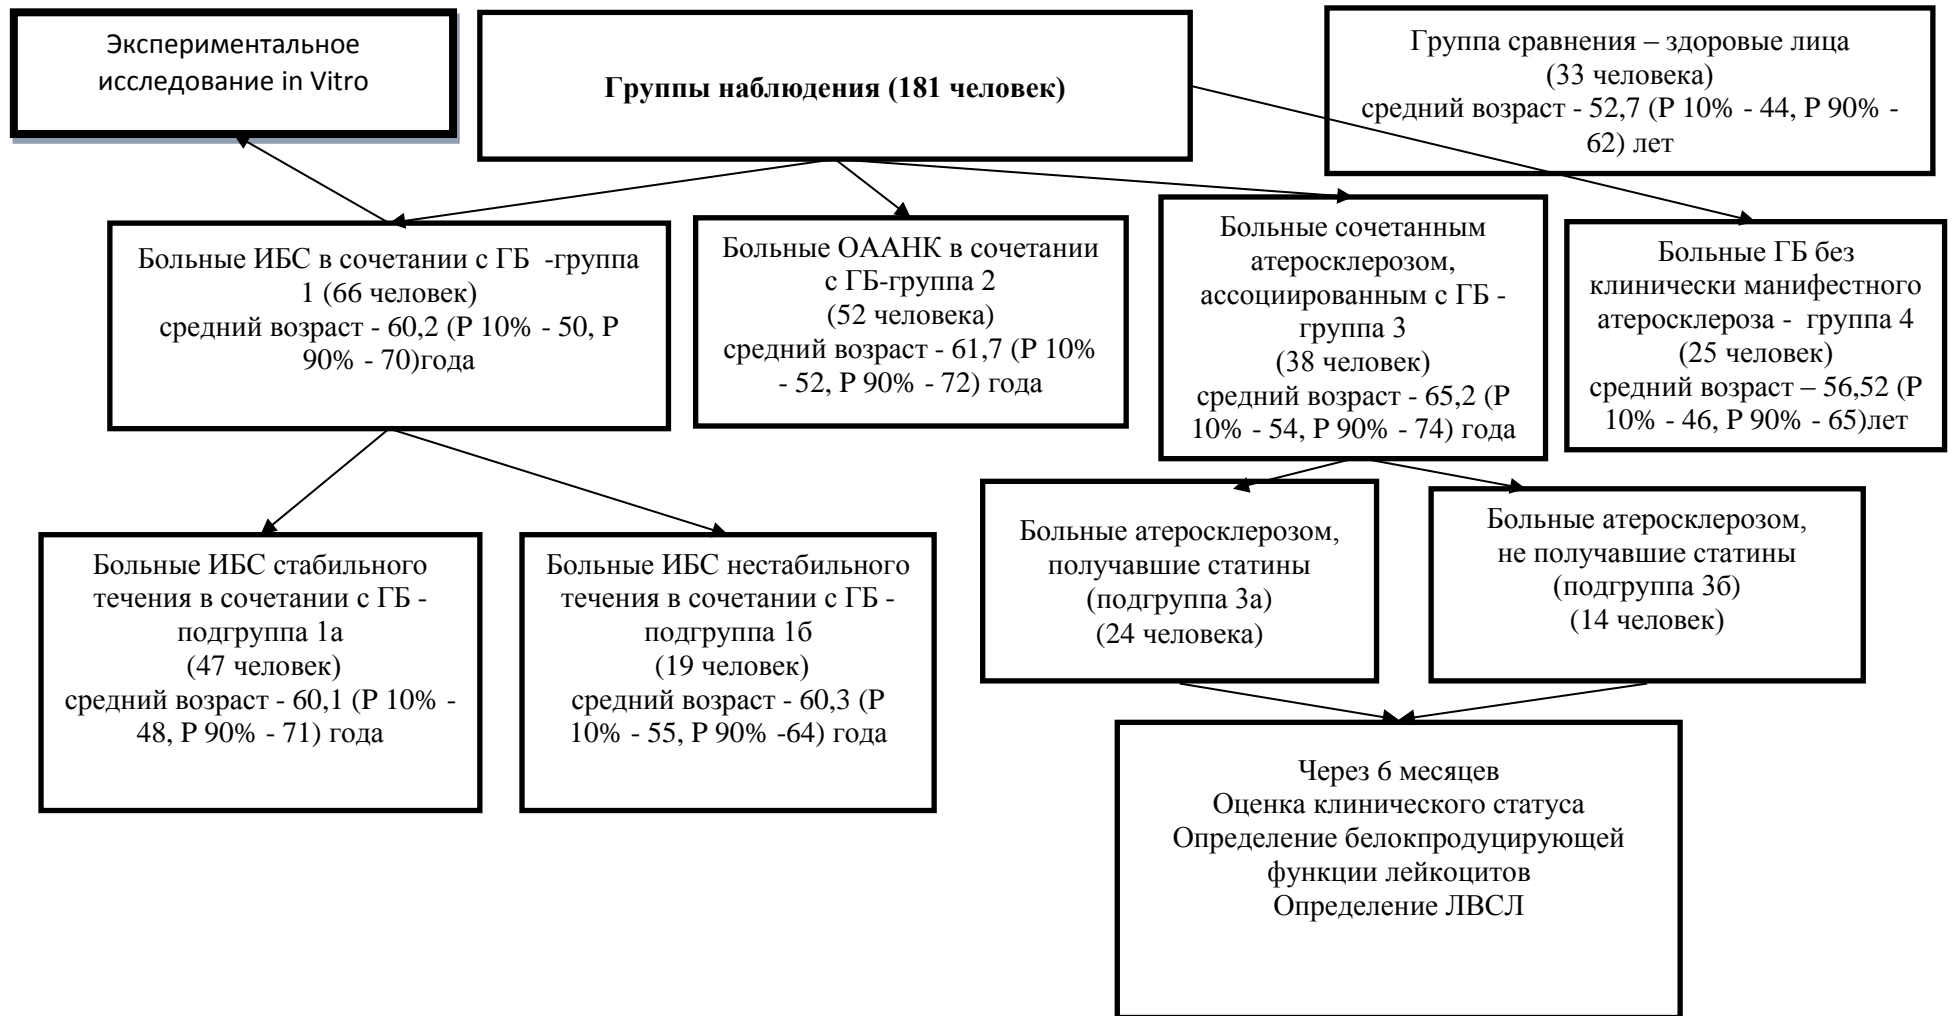 Экспериментальное
исследование in Vitro
Группы наблюдения (181 человек)
Группа сравнения – здоровые лица
(33 человека)
средний возраст - 52,7 (Р 10% - 44, Р 90% -
62) лет
Больные ИБС в сочетании с ГБ  -группа
1 (66 человек)
средний возраст - 60,2 (Р 10% - 50, Р
90% - 70)года
Больные ОААНК в сочетании
с ГБ-группа 2
(52 человека)
средний возраст - 61,7 (Р 10%
- 52, Р 90% - 72) года
Больные сочетанным
атеросклерозом,
ассоциированным с ГБ -
группа 3
(38 человек)
средний возраст - 65,2 (Р
10% - 54, Р 90% - 74) года
Больные ГБ без
клинически манифестного
атеросклероза -  группа 4
(25 человек)
средний возраст – 56,52 (Р
10% - 46, Р 90% - 65)лет
Больные ИБС стабильного
течения в сочетании с ГБ -
подгруппа 1а
(47 человек)
средний возраст - 60,1 (Р 10% -
48, Р 90% - 71) года
Больные ИБС нестабильного
течения в сочетании с ГБ -
подгруппа 1б
(19 человек)
средний возраст - 60,3 (Р
10% - 55, Р 90% -64) года
Больные атеросклерозом,
получавшие статины
(подгруппа 3а)
(24 человека)
Больные атеросклерозом,
не получавшие статины
(подгруппа 3б)
(14 человек)
Через 6 месяцев
Оценка клинического статуса
Определение белокпродуцирующей
функции лейкоцитов
Определение ЛВСЛ